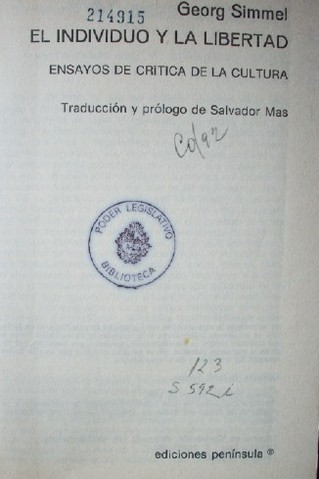 Georg Simmel
214915
EL INDIVIDUO Y LA LIBERTAD
ENSAYOS DE CRITICA DE LA CULTURA
Traducción y prólogo de Salvador Mas
PODER LEGISLATIVO
BIBLIOTECA
123
S 592i
ediciones península ®